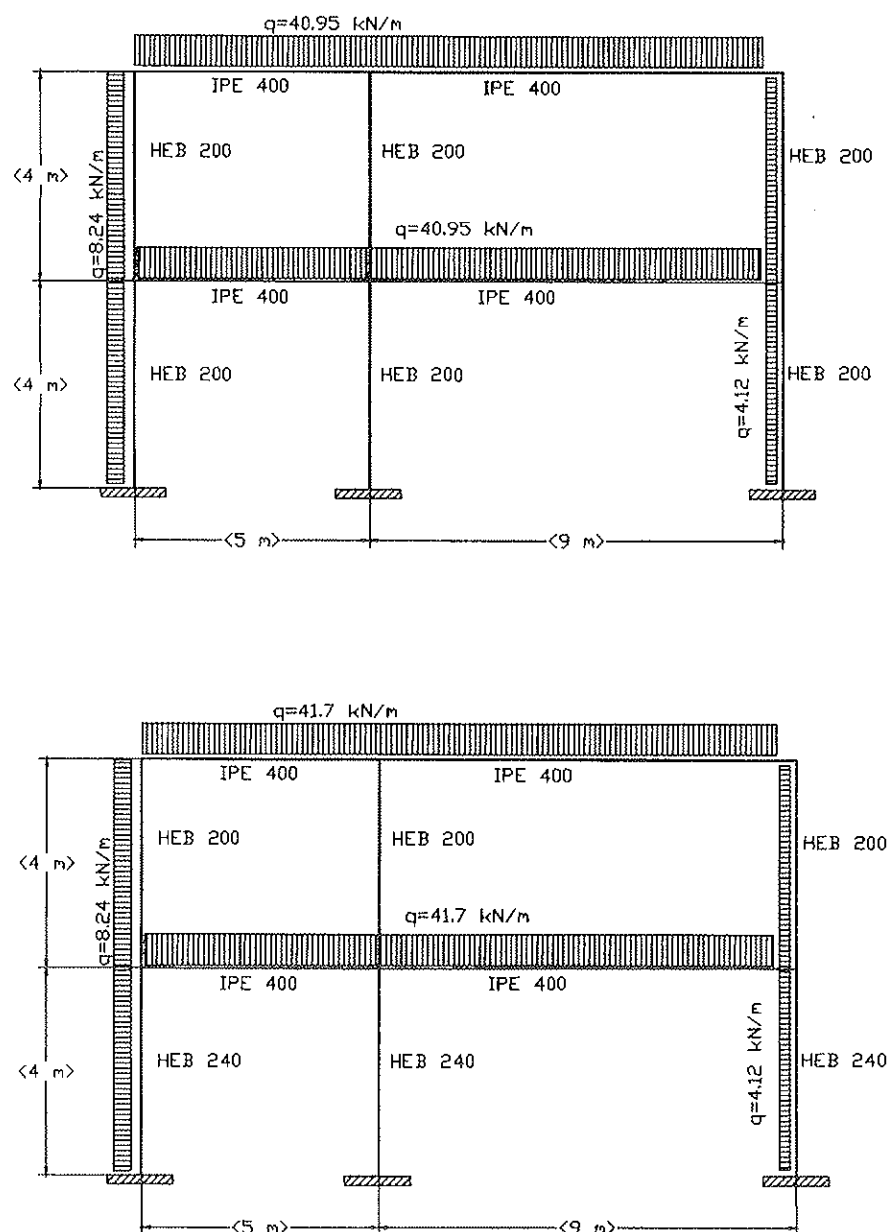 q=40.95 kN/m
IPE 400 IPE 400
HEB 200 HEB 200 HEB 200
<4 m>
q=8.24 kN/m
q=40.95 kN/m
IPE 400 IPE 400
HEB 200 HEB 200 HEB 200
<4 m>
q=4.12 kN/m
<5 m> <9 m>
q=41.7 kN/m
IPE 400 IPE 400
HEB 200 HEB 200 HEB 200
<4 m>
q=8.24 kN/m
q=41.7 kN/m
IPE 400 IPE 400
HEB 240 HEB 240 HEB 240
<4 m>
q=4.12 kN/m
<5 m> <9 m>